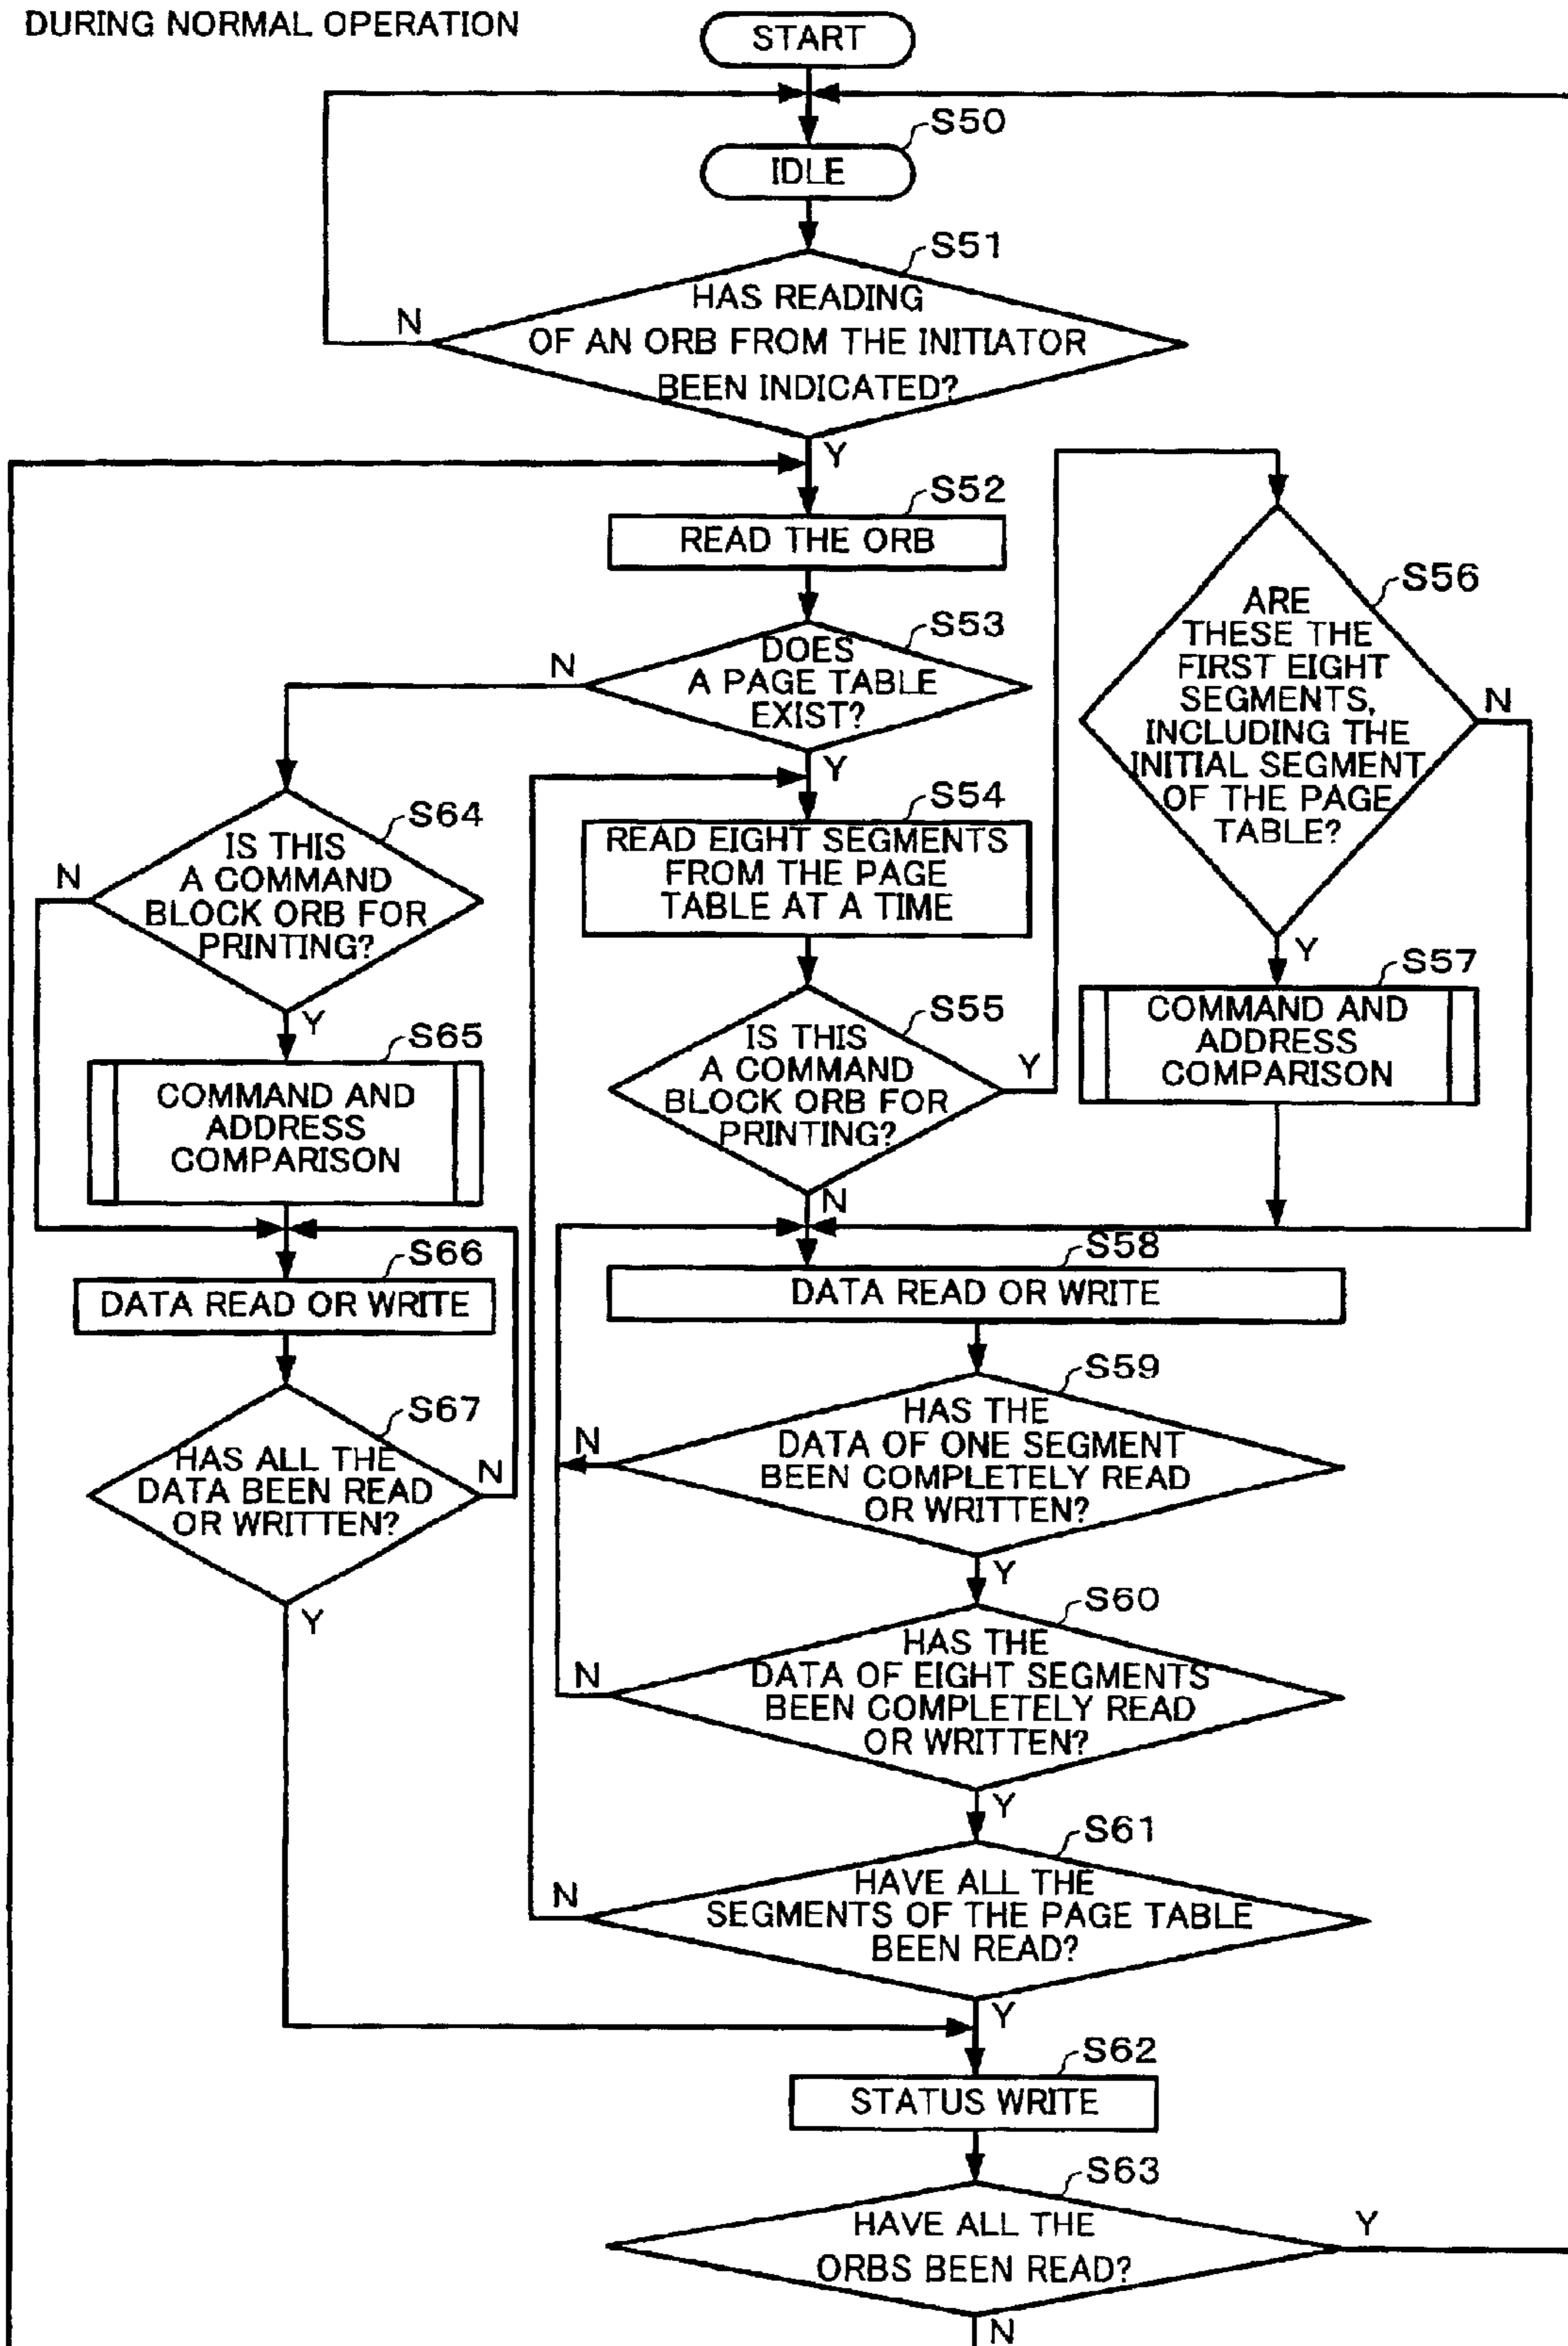 DURING NORMAL OPERATION
START
S50
IDLE
S51
HAS READING
OF AN ORB FROM THE INITIATOR
BEEN INDICATED?
N
Y
S52
READ THE ORB
S53
DOES
A PAGE TABLE
EXIST?
N
Y
S54
READ EIGHT SEGMENTS
FROM THE PAGE
TABLE AT A TIME
S55
IS THIS
A COMMAND
BLOCK ORB FOR
PRINTING?
Y
N
S56
ARE
THESE THE
FIRST EIGHT
SEGMENTS,
INCLUDING THE
INITIAL SEGMENT
OF THE PAGE
TABLE?
N
Y
S57
COMMAND AND
ADDRESS
COMPARISON
S58
DATA READ OR WRITE
S59
HAS THE
DATA OF ONE SEGMENT
BEEN COMPLETELY READ
OR WRITTEN?
N
Y
S60
HAS THE
DATA OF EIGHT SEGMENTS
BEEN COMPLETELY READ
OR WRITTEN?
N
Y
S61
HAVE ALL THE
SEGMENTS OF THE PAGE TABLE
BEEN READ?
N
Y
S64
IS THIS
A COMMAND
BLOCK ORB FOR
PRINTING?
N
Y
S65
COMMAND AND
ADDRESS
COMPARISON
S66
DATA READ OR WRITE
S67
HAS ALL THE
DATA BEEN READ
OR WRITTEN?
N
Y
S62
STATUS WRITE
S63
HAVE ALL THE
ORBS BEEN READ?
Y
N